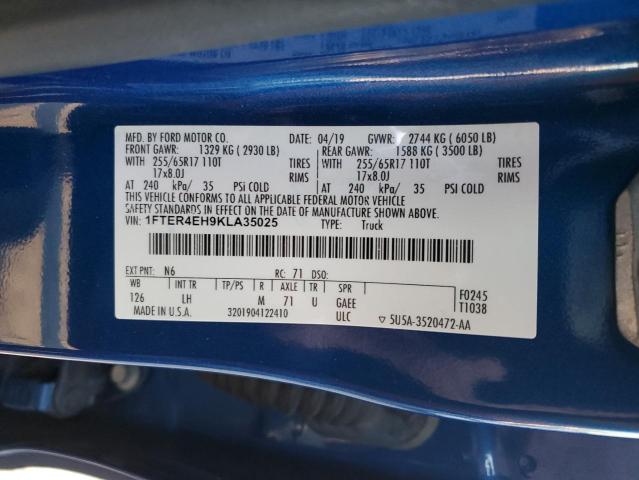 MFD. BY FORD MOTOR CO.
DATE: 04/19 GVWR: 2744 KG ( 6050 LB)
FRONT GAWR: 1329 KG ( 2930 LB) REAR GAWR: 1588 KG ( 3500 LB)
WITH 255/65R17 110T TIRES WITH 255/65R17 110T TIRES
17x8.0J RIMS 17x8.0J RIMS
AT 240 kPa/ 35 PSi COLD AT 240 kPa/ 35 PSi COLD
THIS VEHICLE CONFORMS TO ALL APPLICABLE FEDERAL MOTOR VEHICLE
SAFETY STANDARDS IN EFFECT ON THE DATE OF MANUFACTURE SHOWN ABOVE.
VIN: 1FTER4EH9KLA35025 TYPE: Truck
EXT PNT: N6 RC: 71 DSO:
WB INT TR TP/PS R AXLE TR SPR F0245
126 LH M 71 U GAEE T1038
MADE IN U.S.A. 3201904122410 ULC ▽ 5U5A-3520472-AA